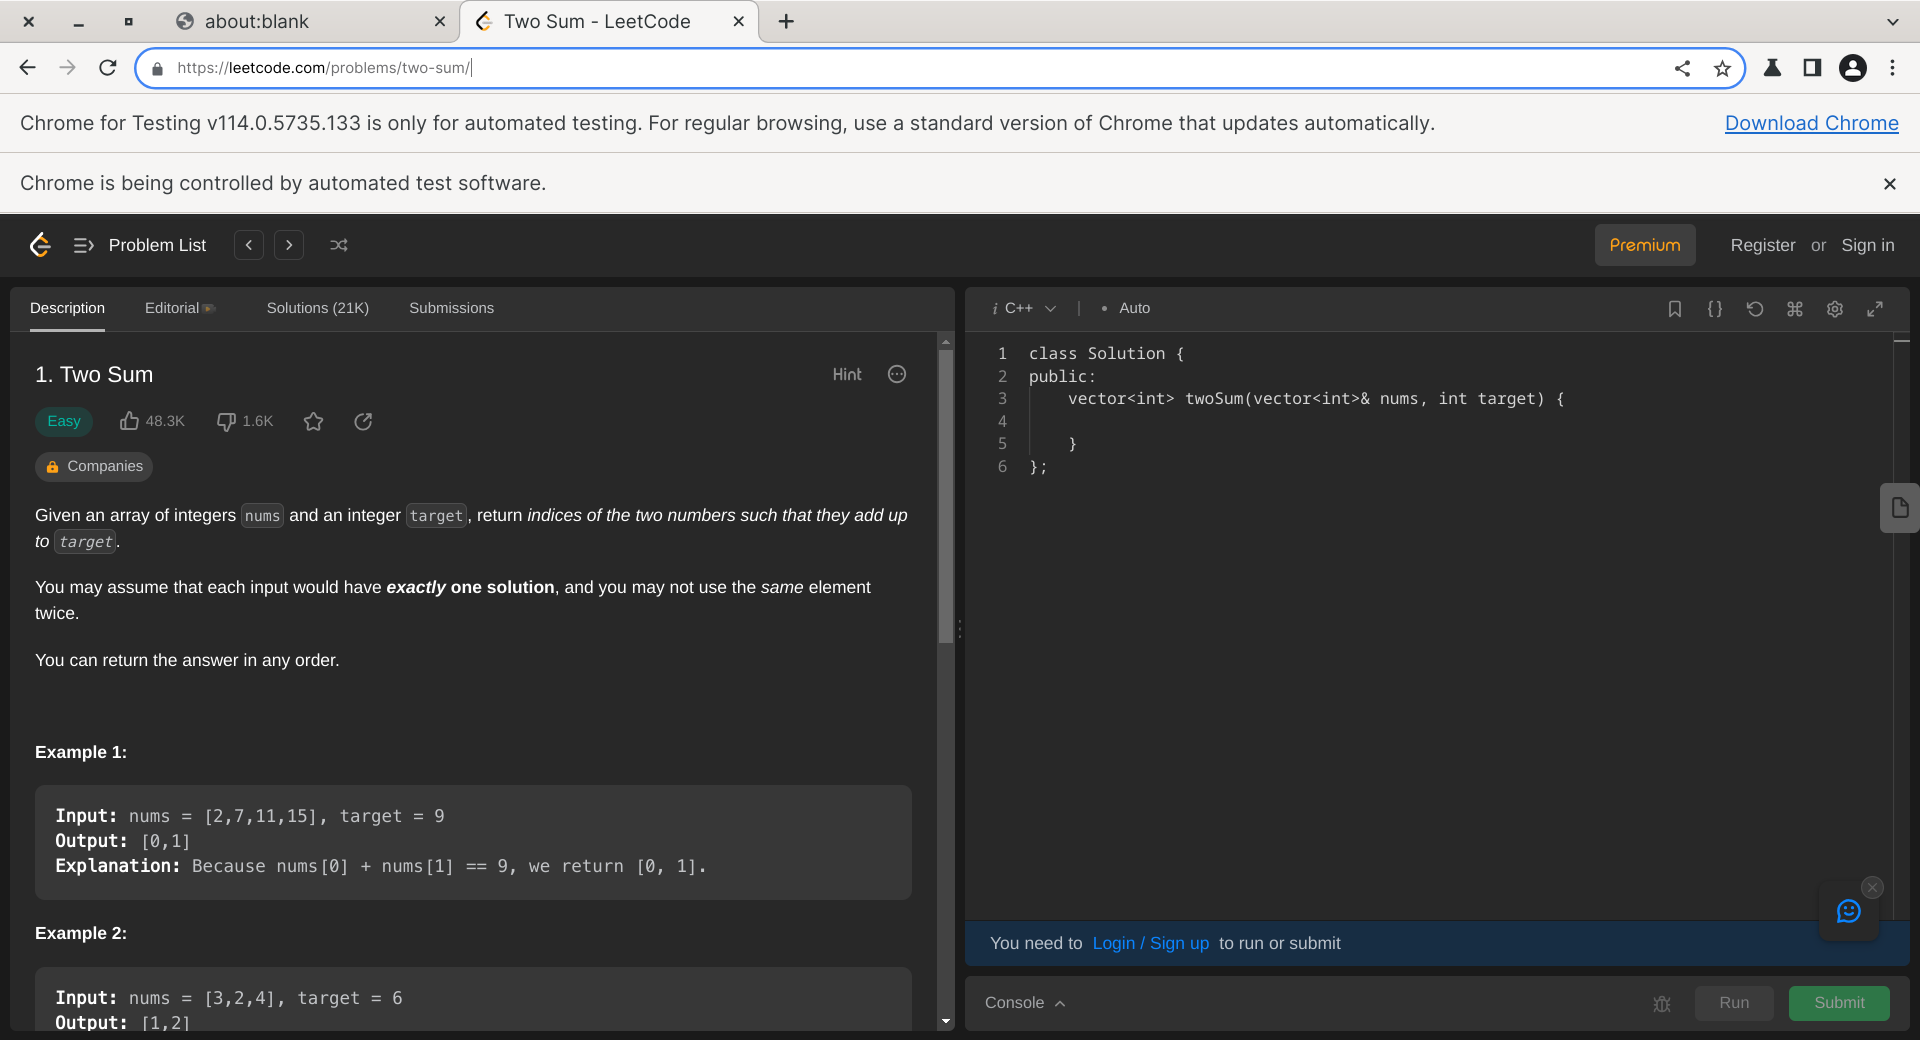 about:blank
Two Sum - LeetCode
https://leetcode.com/problems/two-sum/
Chrome for Testing v114.0.5735.133 is only for automated testing. For regular browsing, use a standard version of Chrome that updates automatically.
Download Chrome
Chrome is being controlled by automated test software.
Problem List
Premium
Register or Sign in
Description
Editorial
Solutions (21K)
Submissions
1. Two Sum
Hint
Easy
48.3K
1.6K
Companies
Given an array of integers nums and an integer target, return indices of the two numbers such that they add up
to target.
You may assume that each input would have exactly one solution, and you may not use the same element
twice.
You can return the answer in any order.
Example 1:
Input: nums = [2,7,11,15], target = 9
Output: [0,1]
Explanation: Because nums[0] + nums[1] == 9, we return [0, 1].
Example 2:
Input: nums = [3,2,4], target = 6
Output: [1,2]
i C++
Auto
1 class Solution {
2 public:
3     vector<int> twoSum(vector<int>& nums, int target) {
4
5     }
6 };
You need to Login / Sign up to run or submit
Console
Run
Submit